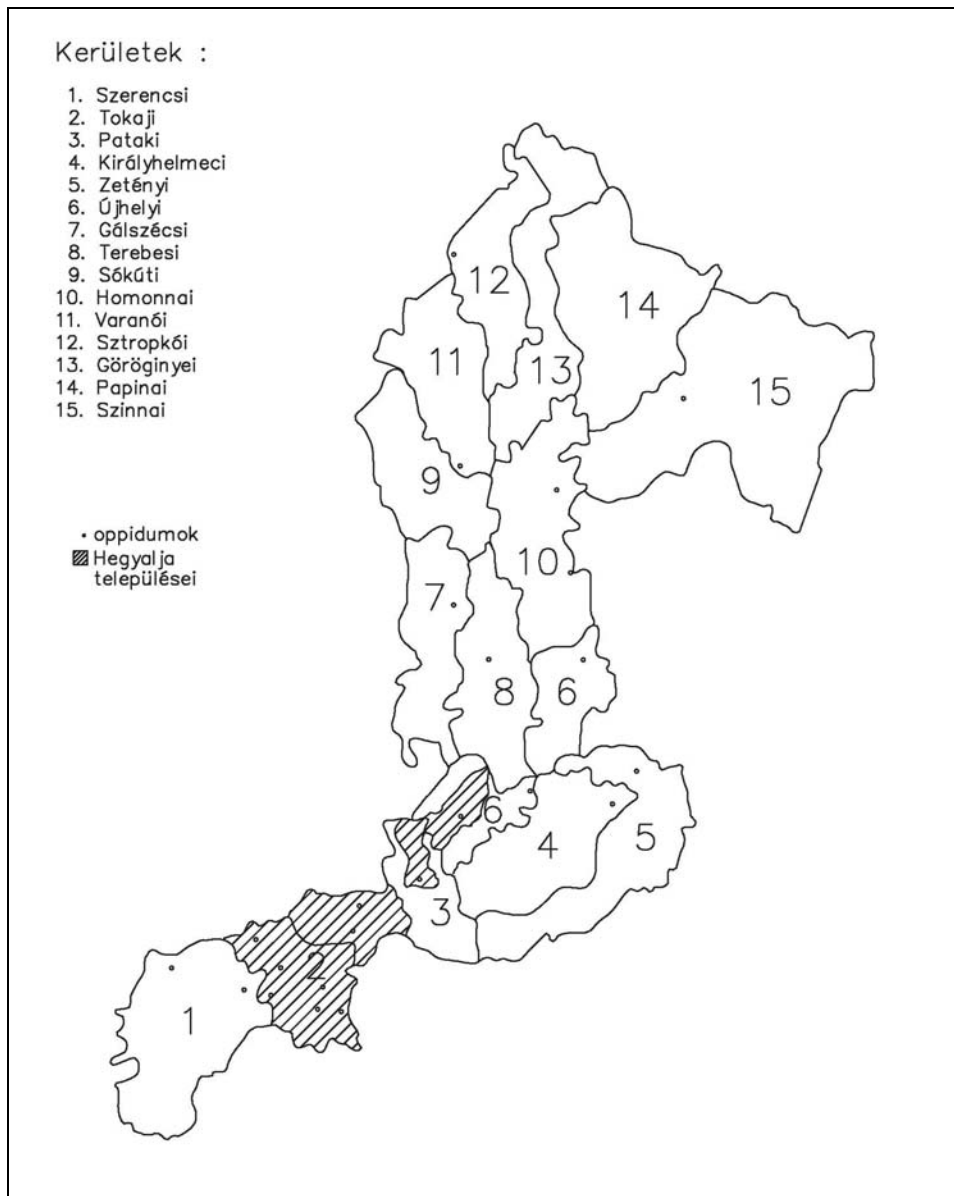 Kerületek :
1. Szerencsi
2. Tokaji
3. Pataki
4. Királyhelmeci
5. Zetényi
6. Újhelyi
7. Gálszécsi
8. Terebesi
9. Sókúti
10. Homonnai
11. Varanói
12. Sztropkói
13. Göröginyei
14. Papinai
15. Szinnai
oppidumok
Hegyalja
települései
12
14
11
13
15
9
10
7
8
6
6
4
5
3
2
1